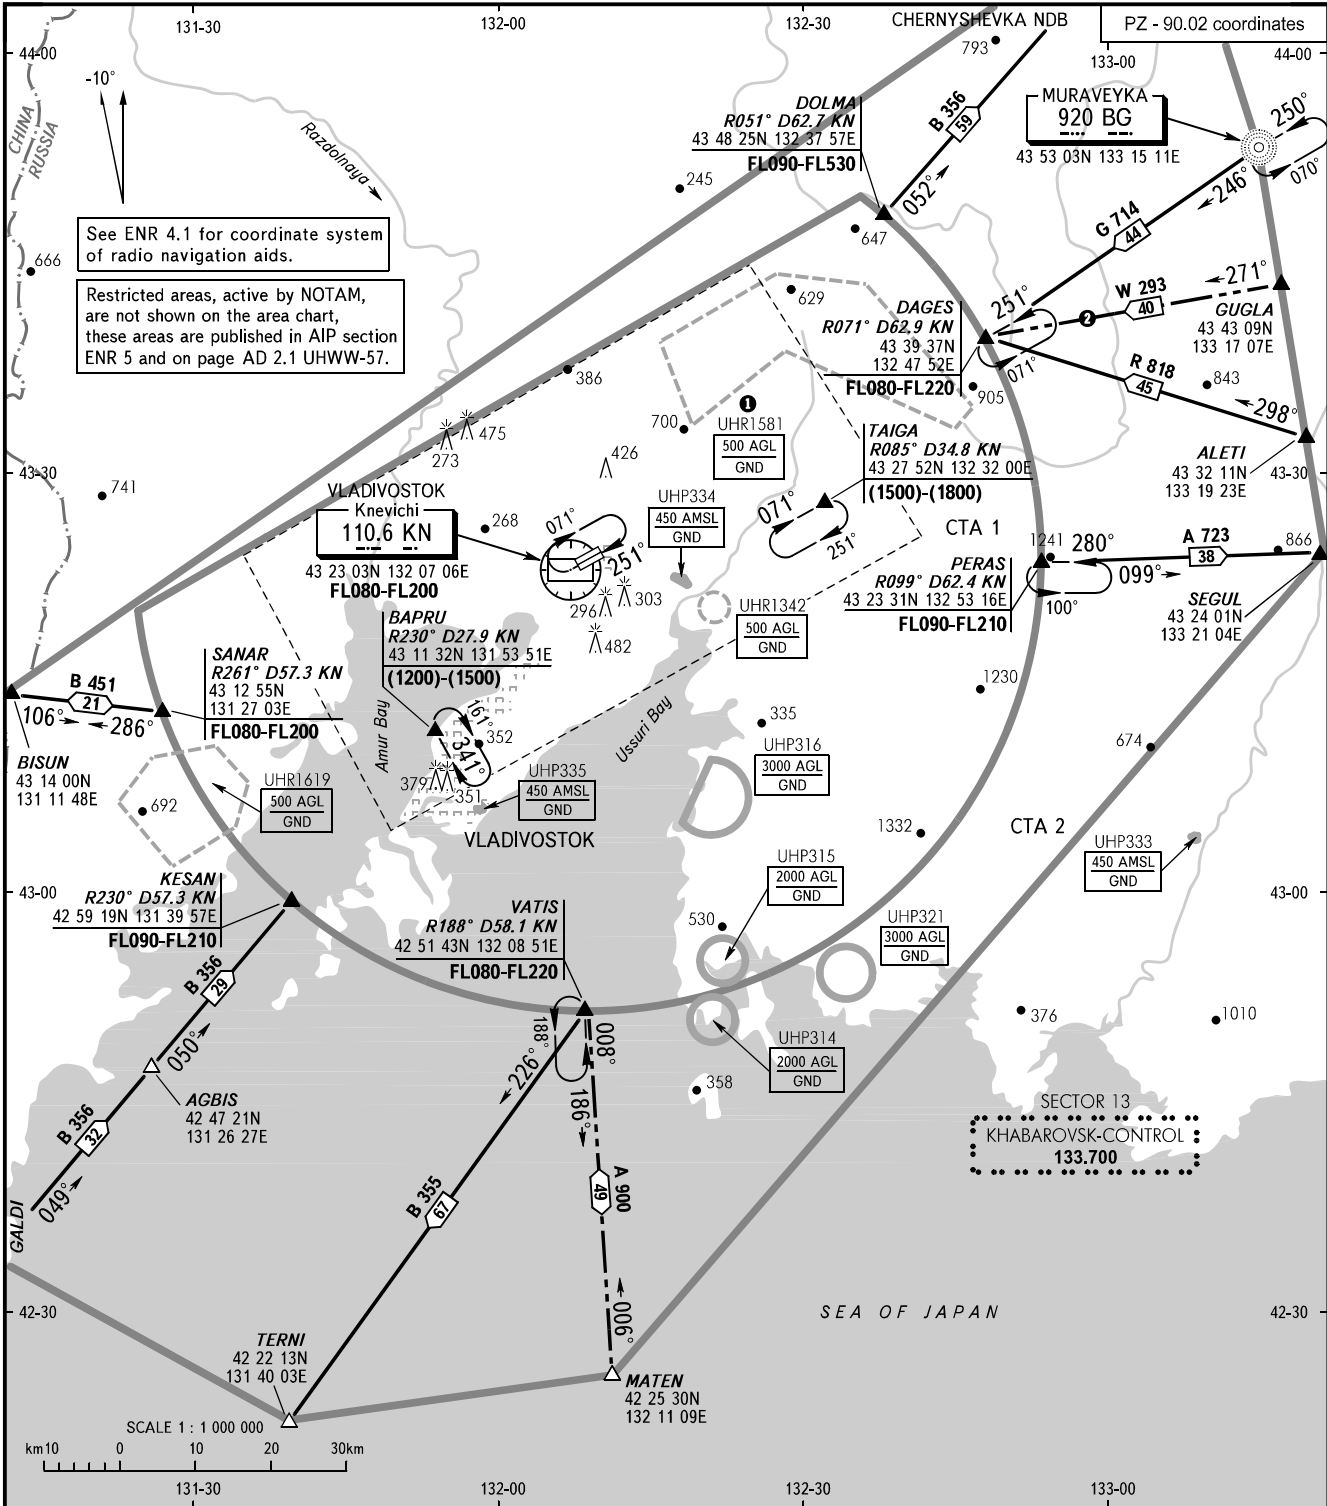 131-30
132-00
132-30
CHERNYSHEVKA NDB
PZ - 90.02 coordinates
44-00
133-00
44-00
793
-10°
CHINA
RUSSIA
Razdolnaya
DOLMA
R051° D62.7 KN
43 48 25N 132 37 57E
FL090-FL530
B 356
59
052°
MURAVEYKA
920 BG
43 53 03N 133 15 11E
250°
070°
246°
245
647
See ENR 4.1 for coordinate system
of radio navigation aids.
G 714
44
666
Restricted areas, active by NOTAM,
are not shown on the area chart,
these areas are published in AIP section
ENR 5 and on page AD 2.1 UHWW-57.
629
DAGES
R071° D62.9 KN
43 39 37N
132 47 52E
FL080-FL220
251°
071°
W 293
40
2
271°
GUGLA
43 43 09N
133 17 07E
386
905
R 818
45
843
298°
1
UHR1581
500 AGL
GND
700
475
273
426
ALETI
43 32 11N
133 19 23E
43-30
43-30
741
TAIGA
R085° D34.8 KN
43 27 52N 132 32 00E
(1500)-(1800)
071°
251°
VLADIVOSTOK
Knevichi
110.6 KN
43 23 03N 132 07 06E
FL080-FL200
268
071°
251°
UHP334
450 AMSL
GND
CTA 1
1241
280°
099°
100°
A 723
38
866
PERAS
R099° D62.4 KN
43 23 31N 132 53 16E
FL090-FL210
SEGUL
43 24 01N
133 21 04E
296
303
482
UHR1342
500 AGL
GND
BAPRU
R230° D27.9 KN
43 11 32N 131 53 51E
(1200)-(1500)
SANAR
R261° D57.3 KN
43 12 55N
131 27 03E
FL080-FL200
B 451
21
106°
286°
BISUN
43 14 00N
131 11 48E
1230
Amur Bay
Ussuri Bay
161°
341°
352
379
351
335
UHP316
3000 AGL
GND
674
UHR1619
500 AGL
GND
692
UHP335
450 AMSL
GND
VLADIVOSTOK
1332
CTA 2
UHP333
450 AMSL
GND
UHP315
2000 AGL
GND
43-00
43-00
KESAN
R230° D57.3 KN
42 59 19N 131 39 57E
FL090-FL210
VATIS
R188° D58.1 KN
42 51 43N 132 08 51E
FL080-FL220
530
UHP321
3000 AGL
GND
B 356
29
050°
188°
008°
226°
186°
376
1010
UHP314
2000 AGL
GND
358
AGBIS
42 47 21N
131 26 27E
B 356
32
049°
GALDI
SECTOR 13
KHABAROVSK-CONTROL
133.700
B 355
67
A 900
49
006°
42-30
42-30
SEA OF JAPAN
TERNI
42 22 13N
131 40 03E
MATEN
42 25 30N
132 11 09E
SCALE 1 : 1 000 000
km10 0 10 20 30km
131-30
132-00
132-30
133-00